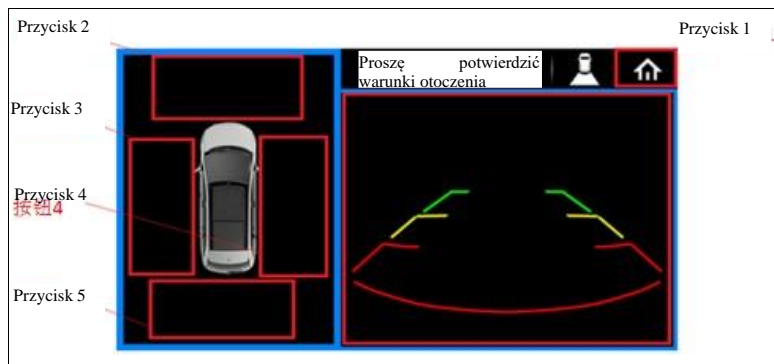 Przycisk 2
Przycisk 1
Proszę potwierdzić
warunki otoczenia
Przycisk 3
Przycisk 4
按钮4
Przycisk 5